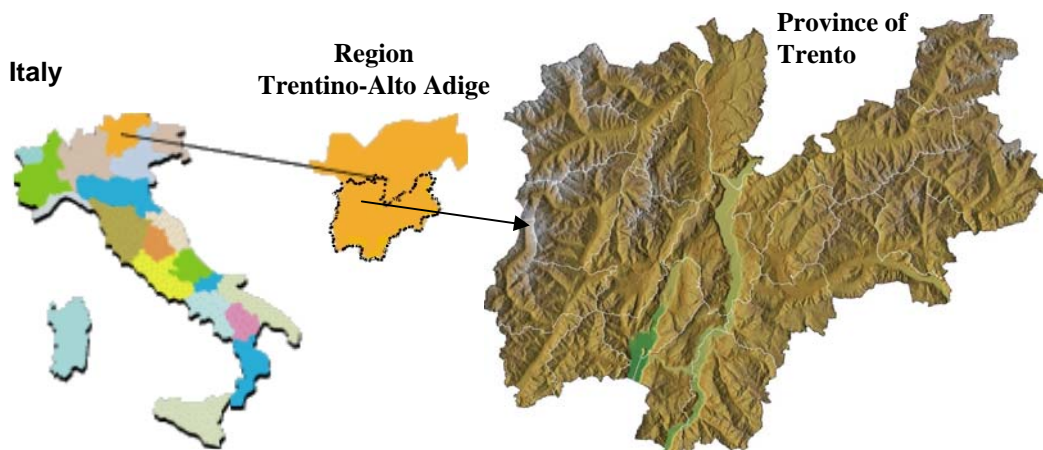 Italy
Region
Trentino-Alto Adige
Province of
Trento